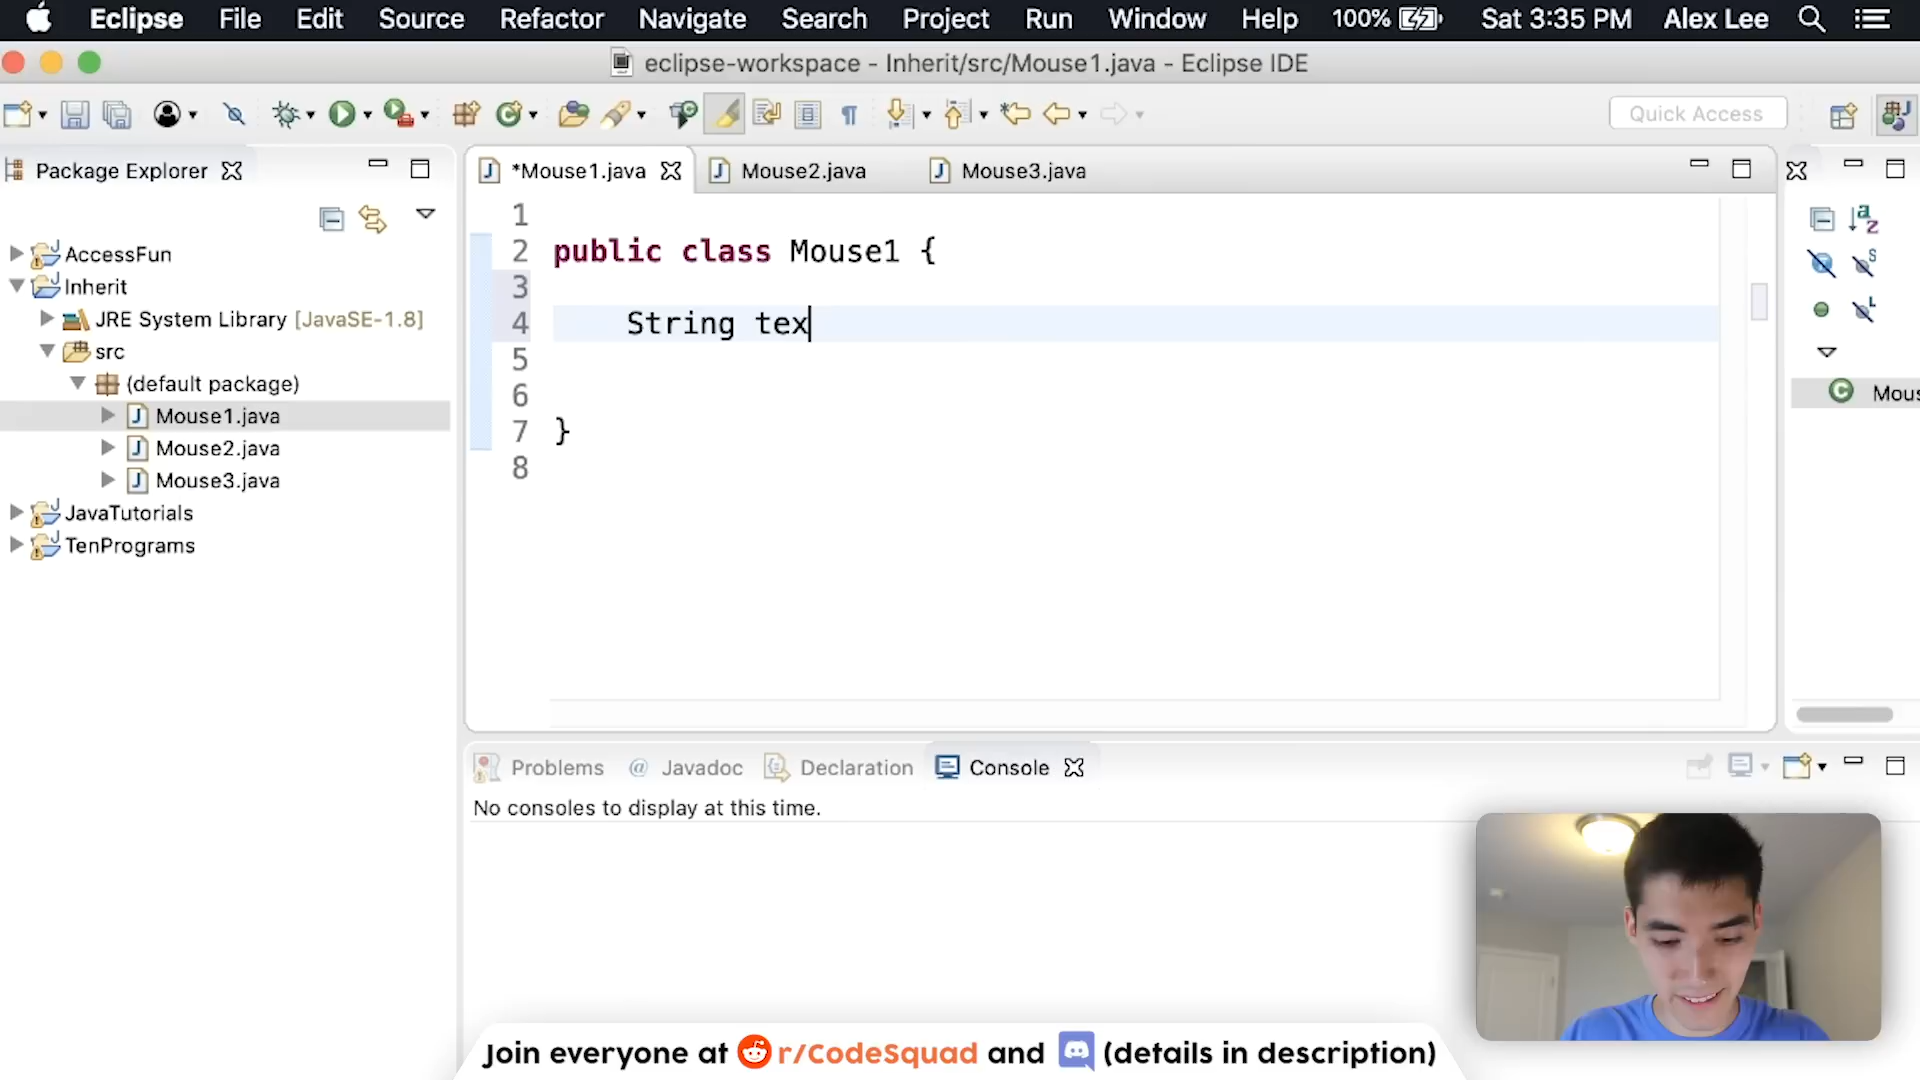 Eclipse File Edit Source Refactor Navigate Search Project Run Window Help 100% Sat 3:35 PM Alex Lee
eclipse-workspace - Inherit/src/Mouse1.java - Eclipse IDE
Quick Access
Package Explorer
*Mouse1.java Mouse2.java Mouse3.java
AccessFun
Inherit
JRE System Library [JavaSE-1.8]
src
(default package)
Mouse1.java
Mouse2.java
Mouse3.java
JavaTutorials
TenPrograms
1
2 public class Mouse1 {
3
4 String tex
5
6
7 }
8
Mous
Problems @ Javadoc Declaration Console
No consoles to display at this time.
Join everyone at r/CodeSquad and (details in description)